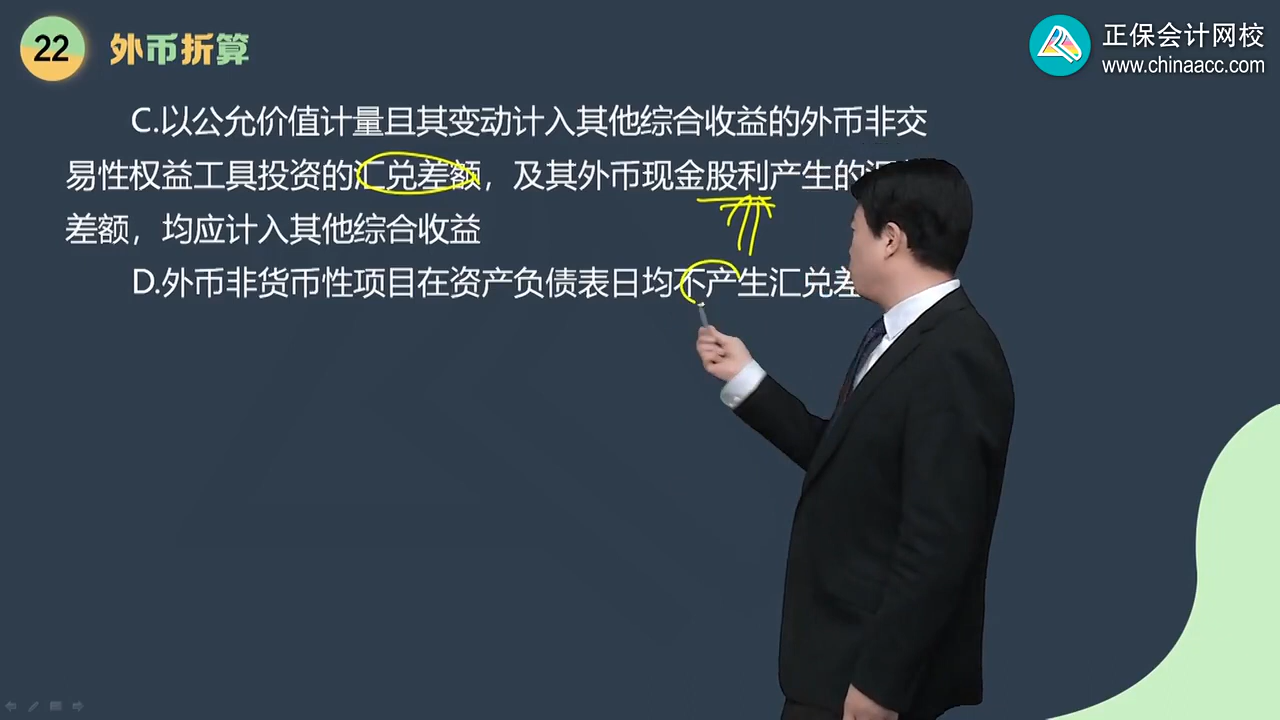 22 外币折算
正保会计网校
www.chinaacc.com
C.以公允价值计量且其变动计入其他综合收益的外币非交
易性权益工具投资的汇兑差额，及其外币现金股利产生的
差额，均应计入其他综合收益
D.外币非货币性项目在资产负债表日均不产生汇兑差